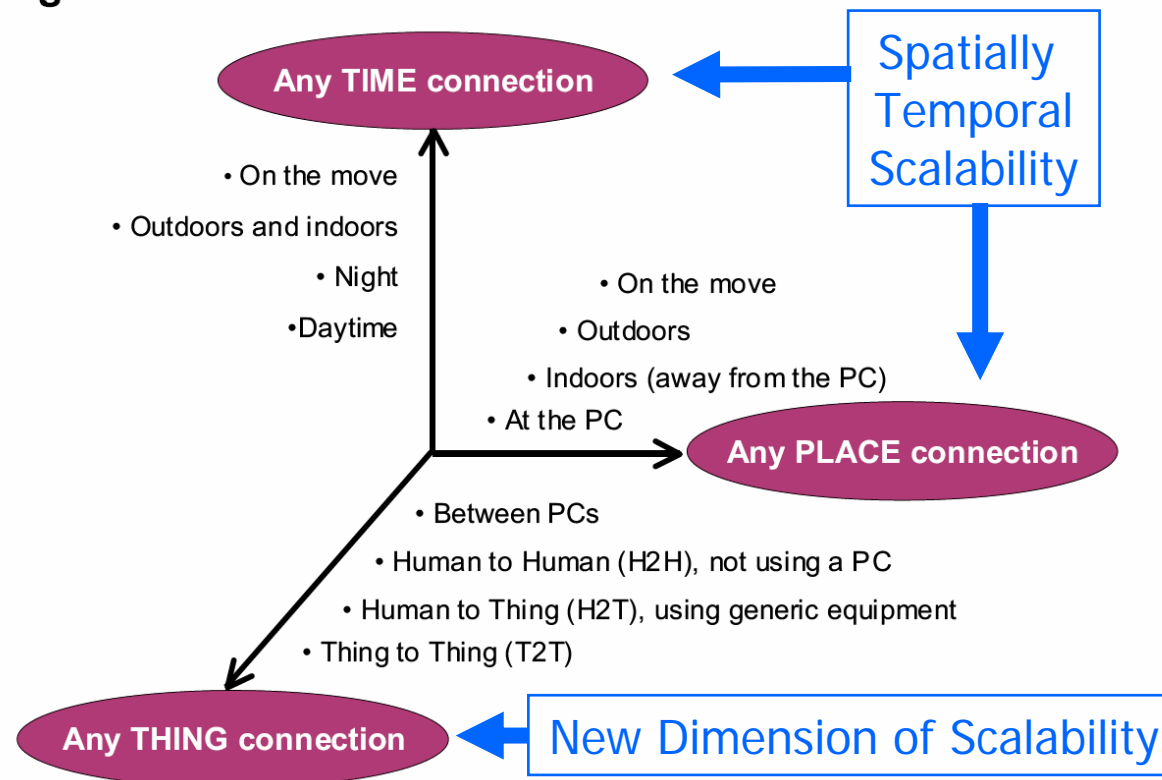 g
Any TIME connection
Spatially
Temporal
Scalability
• On the move
• Outdoors and indoors
• Night
•Daytime
• On the move
• Outdoors
• Indoors (away from the PC)
• At the PC
Any PLACE connection
• Between PCs
• Human to Human (H2H), not using a PC
• Human to Thing (H2T), using generic equipment
• Thing to Thing (T2T)
Any THING connection
New Dimension of Scalability